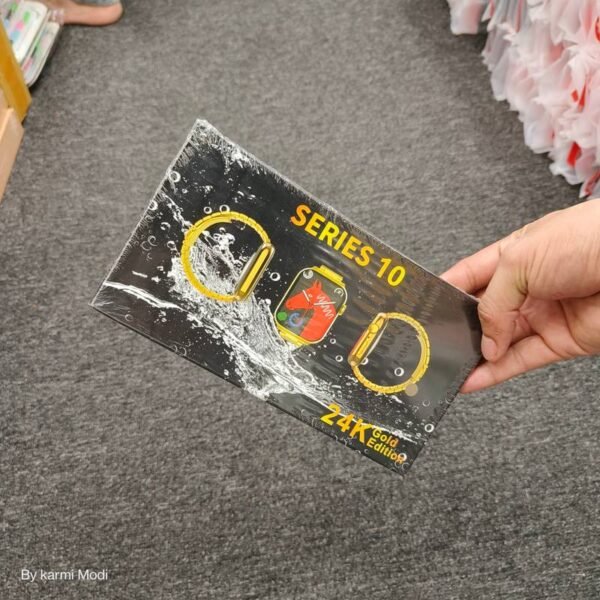 SERIES 10
24K
Gold
Edition
By karmi Modi